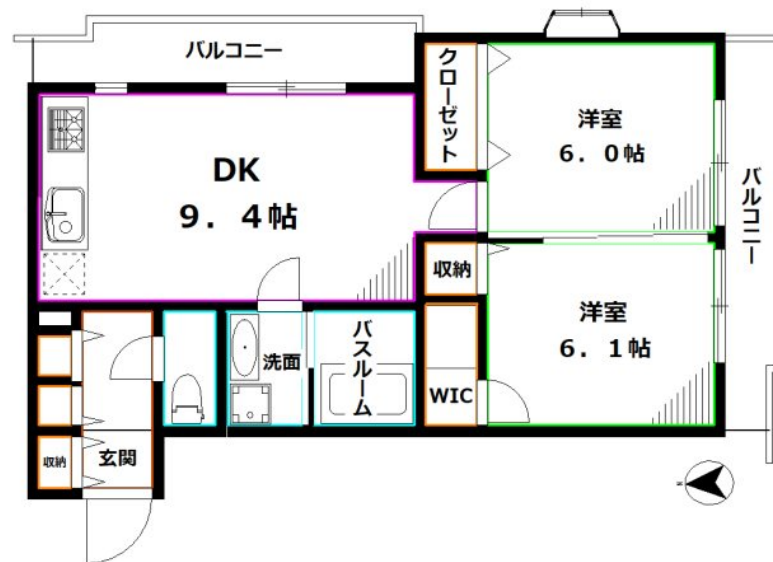 バルコニー
クローゼット
洋室
6.0帖
DK
9.4帖
バルコニー
収納
洋室
6.1帖
洗面
バスルーム
WIC
収納
玄関
N